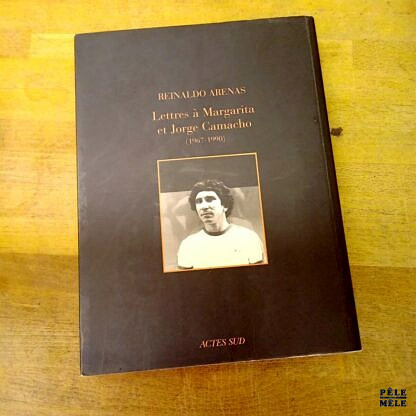 REINALDO ARENAS
Lettres à Margarita
et Jorge Camacho
(1967-1990)
ACTES SUD
PÊLE
MÊLE